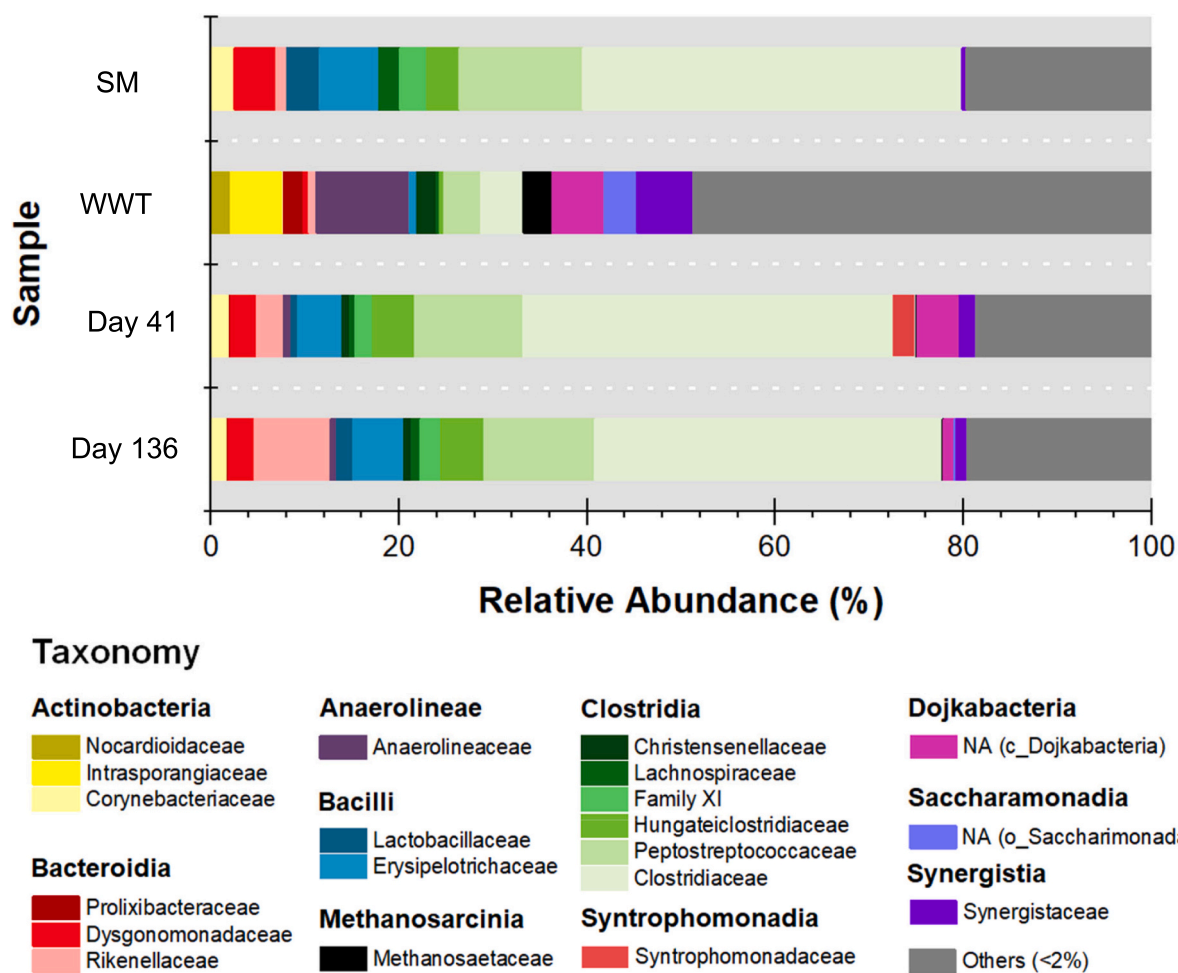 Sample
SM
WWT
Day 41
Day 136
0 20 40 60 80 100
Relative Abundance (%)
Taxonomy
Actinobacteria
Nocardioidaceae
Intrasporangiaceae
Corynebacteriaceae
Bacteroidia
Prolixibacteraceae
Dysgonomonadaceae
Rikenellaceae
Anaerolineae
Anaerolineaceae
Bacilli
Lactobacillaceae
Erysipelotrichaceae
Methanosarcinia
Methanosaetaceae
Clostridia
Christensenellaceae
Lachnospiraceae
Family XI
Hungateiclostridiaceae
Peptostreptococcaceae
Clostridiaceae
Syntrophomonadia
Syntrophomonadaceae
Dojkabacteria
NA (c_Dojkabacteria)
Saccharamonadia
NA (o_Saccharimonada
Synergistia
Synergistaceae
Others (<2%)